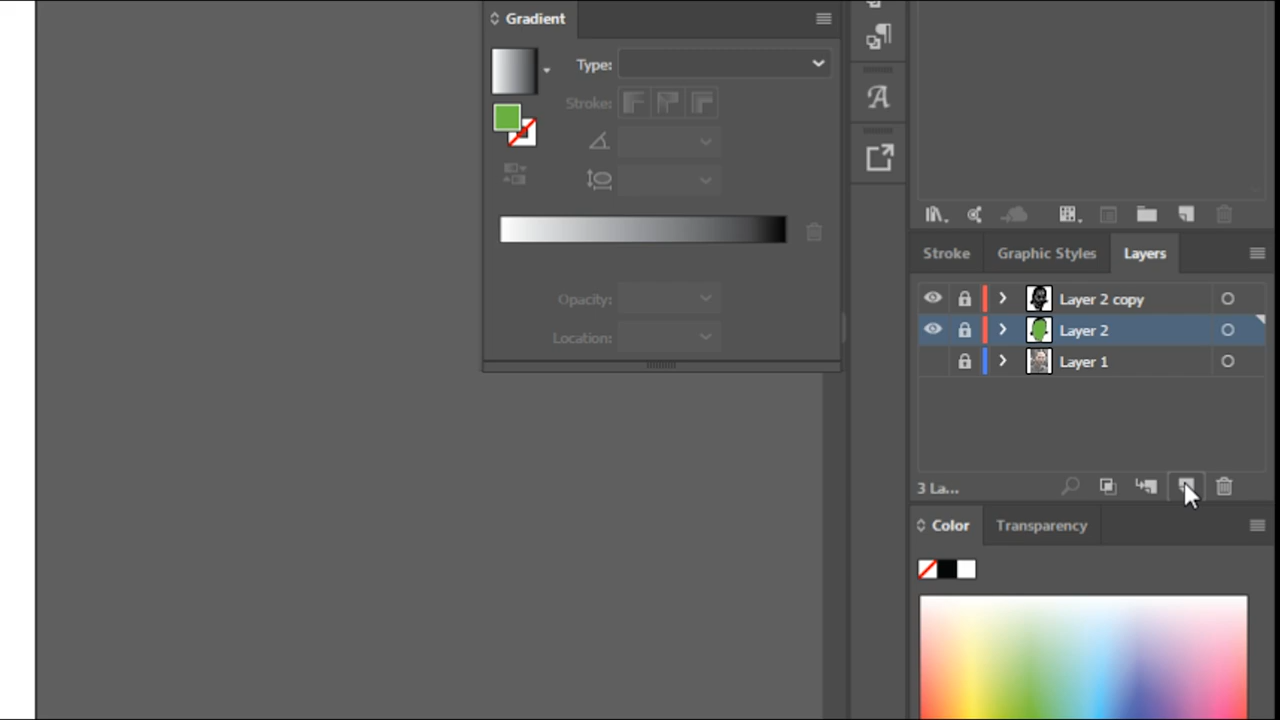 Gradient
Type:
Stroke:
Opacity:
Location:
Stroke Graphic Styles Layers
Layer 2 copy
Layer 2
Layer 1
3 La...
Color Transparency